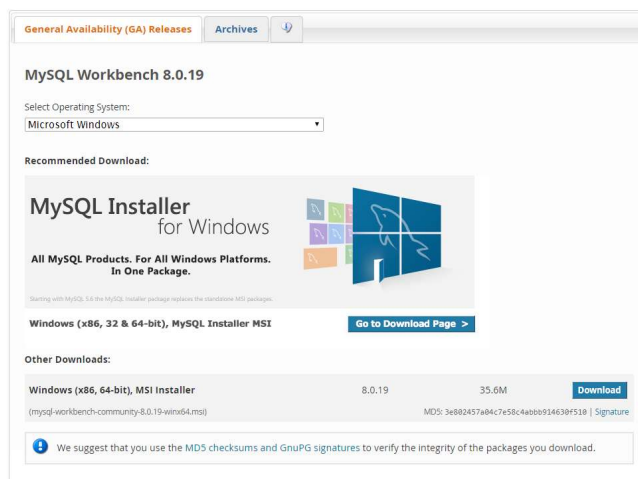 General Availability (GA) Releases
Archives
MySQL Workbench 8.0.19
Select Operating System:
Microsoft Windows
Recommended Download:
MySQL Installer
for Windows
All MySQL Products. For All Windows Platforms.
In One Package.
Starting with MySQL 5.6 the MySQL Installer package replaces the standalone MSI packages.
Windows (x86, 32 & 64-bit), MySQL Installer MSI
Go to Download Page >
Other Downloads:
Windows (x86, 64-bit), MSI Installer 8.0.19 35.6M Download
(mysql-workbench-community-8.0.19-winx64.msi) MD5: 3e802457a04c7e58c4abbb914630f510 | Signature
We suggest that you use the MD5 checksums and GnuPG signatures to verify the integrity of the packages you download.